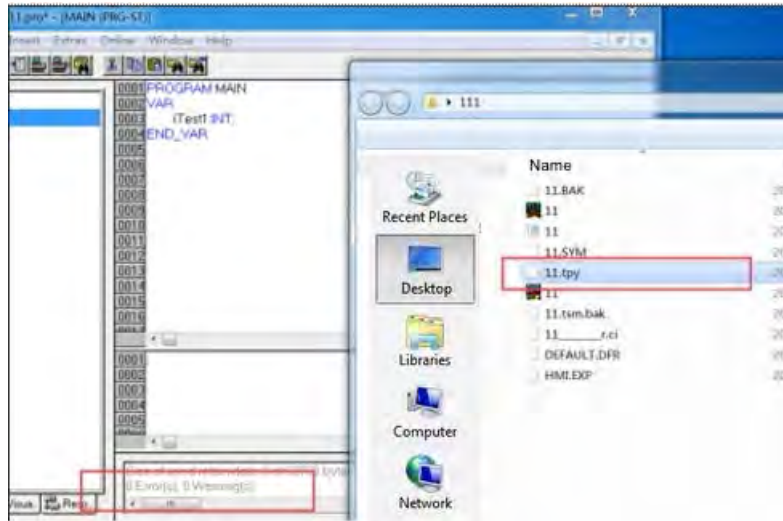 11.pro* - [MAIN (PRG-ST)]
Insert Extras Online Window Help
0001 PROGRAM MAIN
0002 VAR
0003 iTest1:INT;
0004 END_VAR
0005
0006
0007
0008
0009
0010
0011
0012
0013
0014
0015
0016
0001
0002
0003
0004
0005
0 Error(s), 0 Warning(s)
111
Name
11.BAK
11
11
11.SYM
11.tpy
11
11.tsm.bak
DEFAULT.DFR
HMI.EXP
Recent Places
Desktop
Libraries
Computer
Network